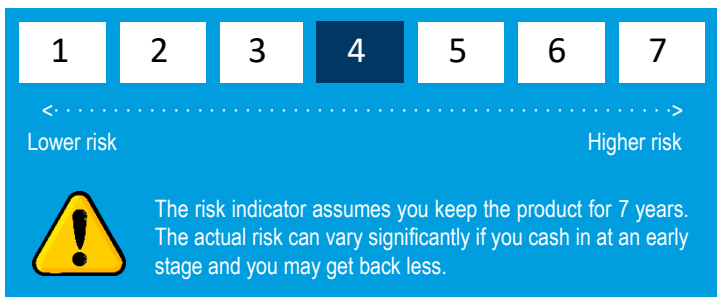 1 2 3 4 5 6 7
Lower risk Higher risk
The risk indicator assumes you keep the product for 7 years.
The actual risk can vary significantly if you cash in at an early
stage and you may get back less.